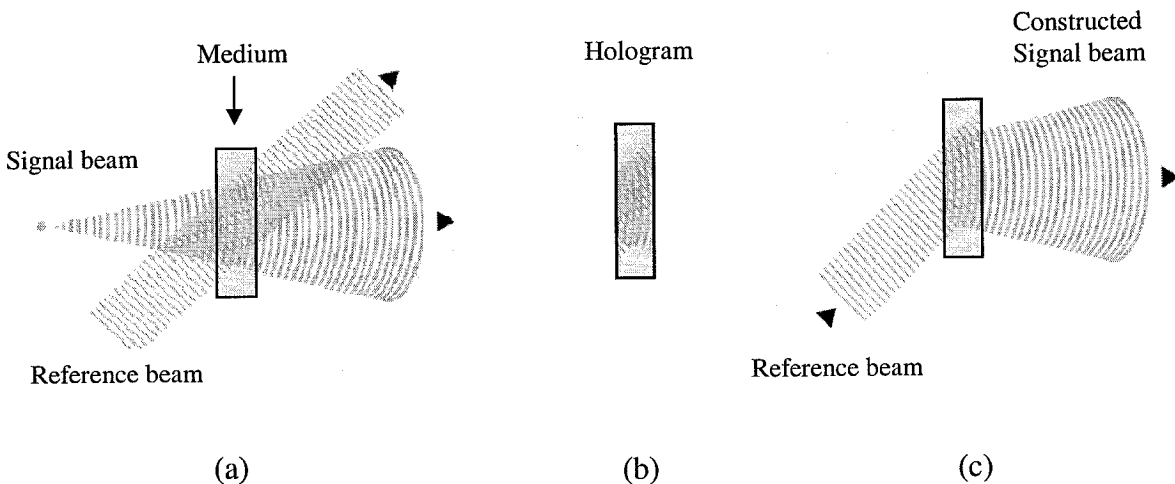 Medium
Signal beam
Reference beam
(a)
Hologram
(b)
Constructed
Signal beam
Reference beam
(c)